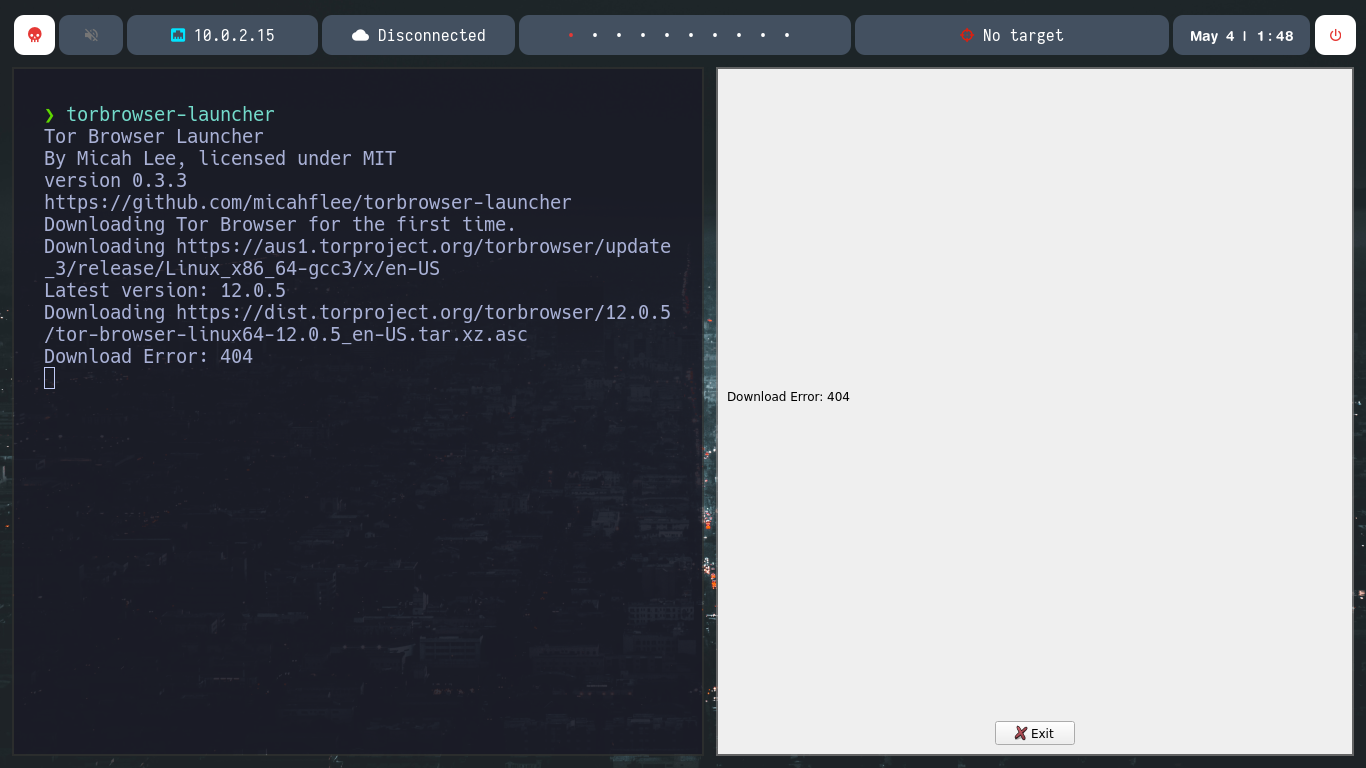 10.0.2.15
Disconnected
No target
May 4 | 1:48
❯ torbrowser-launcher
Tor Browser Launcher
By Micah Lee, licensed under MIT
version 0.3.3
https://github.com/micahflee/torbrowser-launcher
Downloading Tor Browser for the first time.
Downloading https://aus1.torproject.org/torbrowser/update
_3/release/Linux_x86_64-gcc3/x/en-US
Latest version: 12.0.5
Downloading https://dist.torproject.org/torbrowser/12.0.5
/tor-browser-linux64-12.0.5_en-US.tar.xz.asc
Download Error: 404
Download Error: 404
Exit